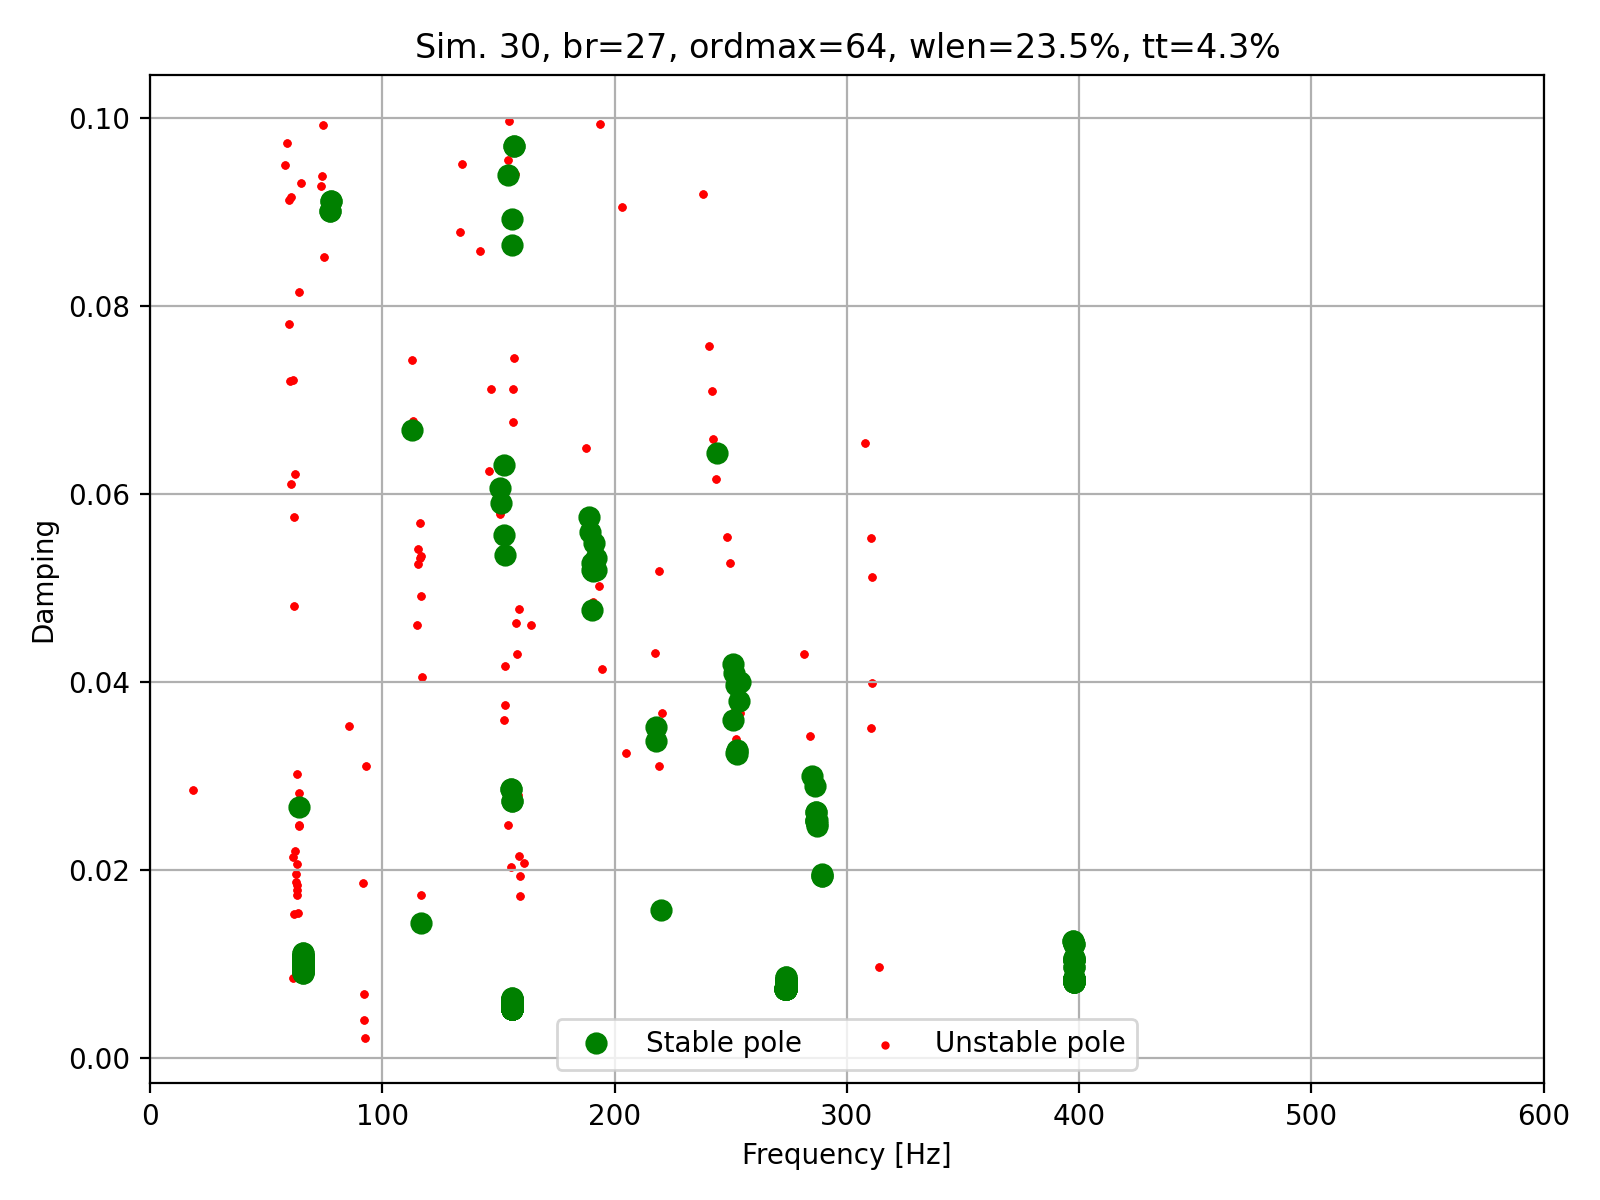 Sim. 30, br=27, ordmax=64, wlen=23.5%, tt=4.3%
0.10
0.08
0.06
0.04
0.02
0.00
Damping
Stable pole
Unstable pole
0
100
200
300
400
500
600
Frequency [Hz]